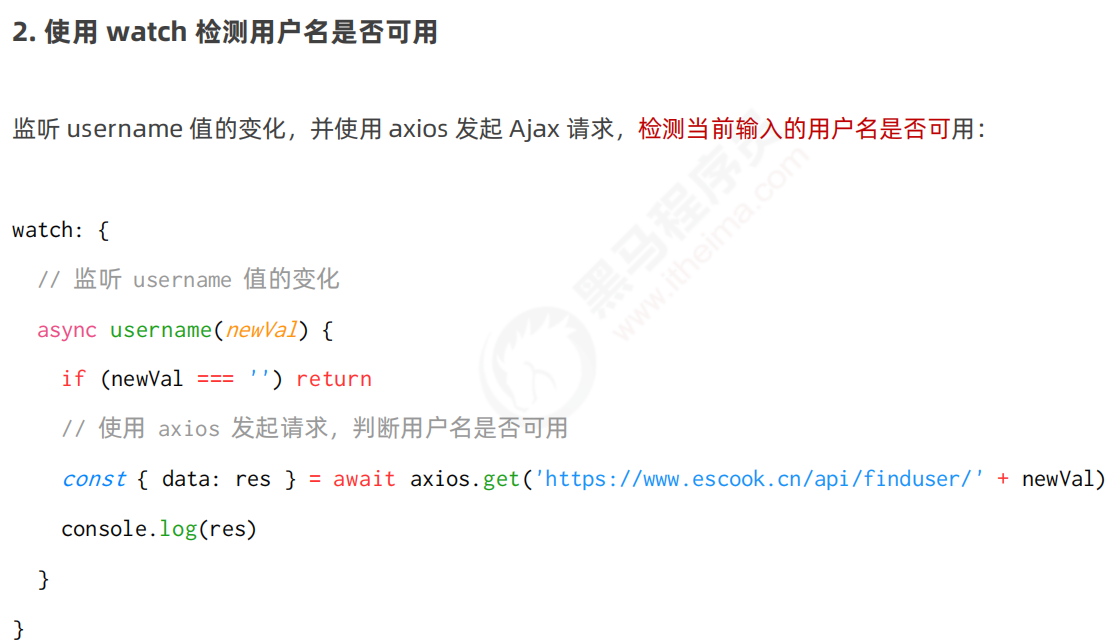 2. 使用 watch 检测用户名是否可用
监听 username 值的变化，并使用 axios 发起 Ajax 请求，检测当前输入的用户名是否可用：
watch: {
  // 监听 username 值的变化
  async username(newVal) {
    if (newVal === '') return
    // 使用 axios 发起请求，判断用户名是否可用
    const { data: res } = await axios.get('https://www.escook.cn/api/finduser/' + newVal)
    console.log(res)
  }
}
黑马程序员
www.itheima.com